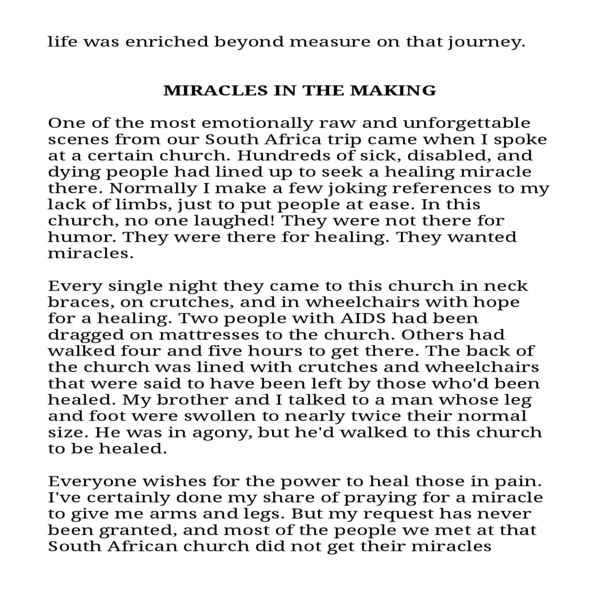 life was enriched beyond measure on that journey.
MIRACLES IN THE MAKING
One of the most emotionally raw and unforgettable
scenes from our South Africa trip came when I spoke
at a certain church. Hundreds of sick, disabled, and
dying people had lined up to seek a healing miracle
there. Normally I make a few joking references to my
lack of limbs, just to put people at ease. In this
church, no one laughed! They were not there for
humor. They were there for healing. They wanted
miracles.
Every single night they came to this church in neck
braces, on crutches, and in wheelchairs with hope
for a healing. Two people with AIDS had been
dragged on mattresses to the church. Others had
walked four and five hours to get there. The back of
the church was lined with crutches and wheelchairs
that were said to have been left by those who'd been
healed. My brother and I talked to a man whose leg
and foot were swollen to nearly twice their normal
size. He was in agony, but he'd walked to this church
to be healed.
Everyone wishes for the power to heal those in pain.
I've certainly done my share of praying for a miracle
to give me arms and legs. But my request has never
been granted, and most of the people we met at that
South African church did not get their miracles